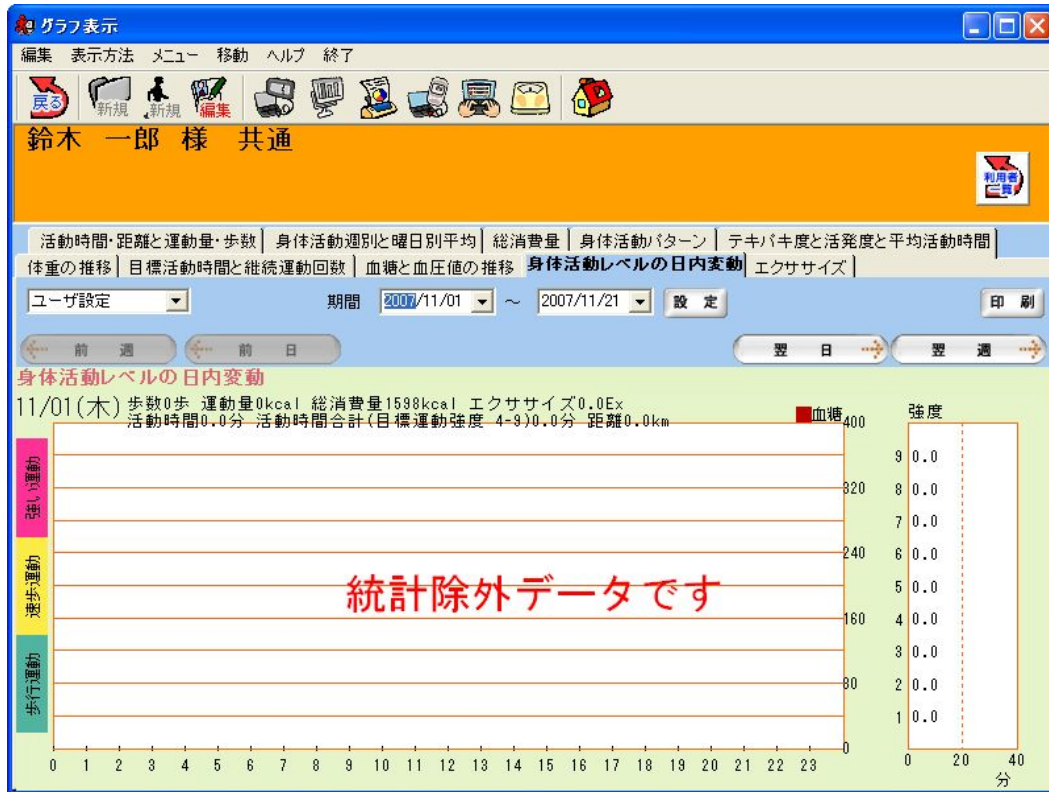 グラフ表示
編集 表示方法 メニュー 移動 ヘルプ 終了
戻る 新規 新規 編集
鈴木 一郎 様 共通
利用者一覧
活動時間・距離と運動量・歩数 身体活動週別と曜日別平均 総消費量 身体活動パターン テキパキ度と活発度と平均活動時間
体重の推移 目標活動時間と継続運動回数 血糖と血圧値の推移 身体活動レベルの日内変動 エクササイズ
ユーザ設定 期間 2007/11/01 ～ 2007/11/21 設定 印刷
前週 前日 翌日 翌週
身体活動レベルの日内変動
11/01(木) 歩数0歩 運動量0kcal 総消費量1598kcal エクササイズ0.0Ex
活動時間0.0分 活動時間合計(目標運動強度 4-9)0.0分 距離0.0km
血糖 400 強度
強い運動
速歩運動
歩行運動
320
240
160
80
0
統計除外データです
9 0.0
8 0.0
7 0.0
6 0.0
5 0.0
4 0.0
3 0.0
2 0.0
1 0.0
0 1 2 3 4 5 6 7 8 9 10 11 12 13 14 15 16 17 18 19 20 21 22 23
0 20 40
分